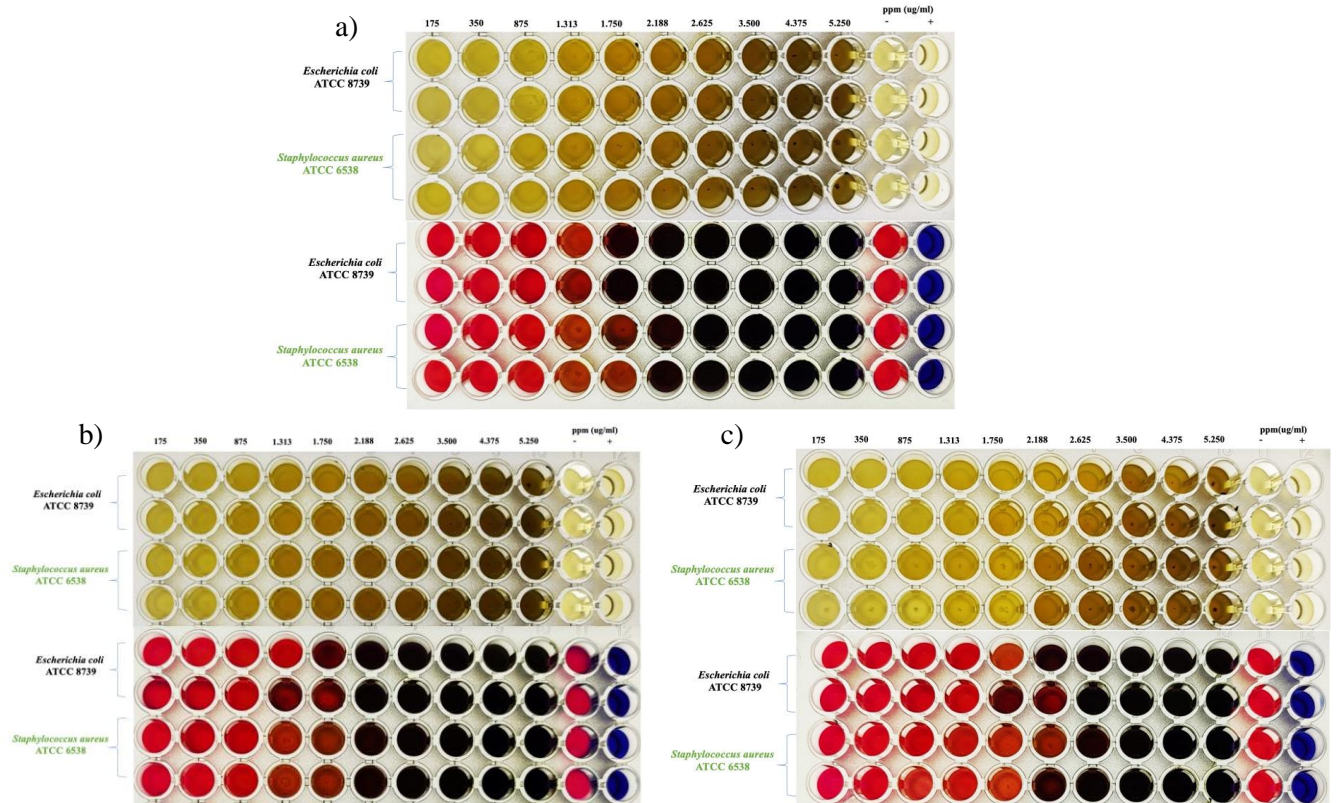 a)
ppm (ug/ml)
175 350 875 1.313 1.750 2.188 2.625 3.500 4.375 5.250 - +
Escherichia coli
ATCC 8739
Staphylococcus aureus
ATCC 6538
Escherichia coli
ATCC 8739
Staphylococcus aureus
ATCC 6538
b)
ppm (ug/ml)
175 350 875 1.313 1.750 2.188 2.625 3.500 4.375 5.250 - +
Escherichia coli
ATCC 8739
Staphylococcus aureus
ATCC 6538
Escherichia coli
ATCC 8739
Staphylococcus aureus
ATCC 6538
c)
ppm(ug/ml)
175 350 875 1.313 1.750 2.188 2.625 3.500 4.375 5.250 - +
Escherichia coli
ATCC 8739
Staphylococcus aureus
ATCC 6538
Escherichia coli
ATCC 8739
Staphylococcus aureus
ATCC 6538